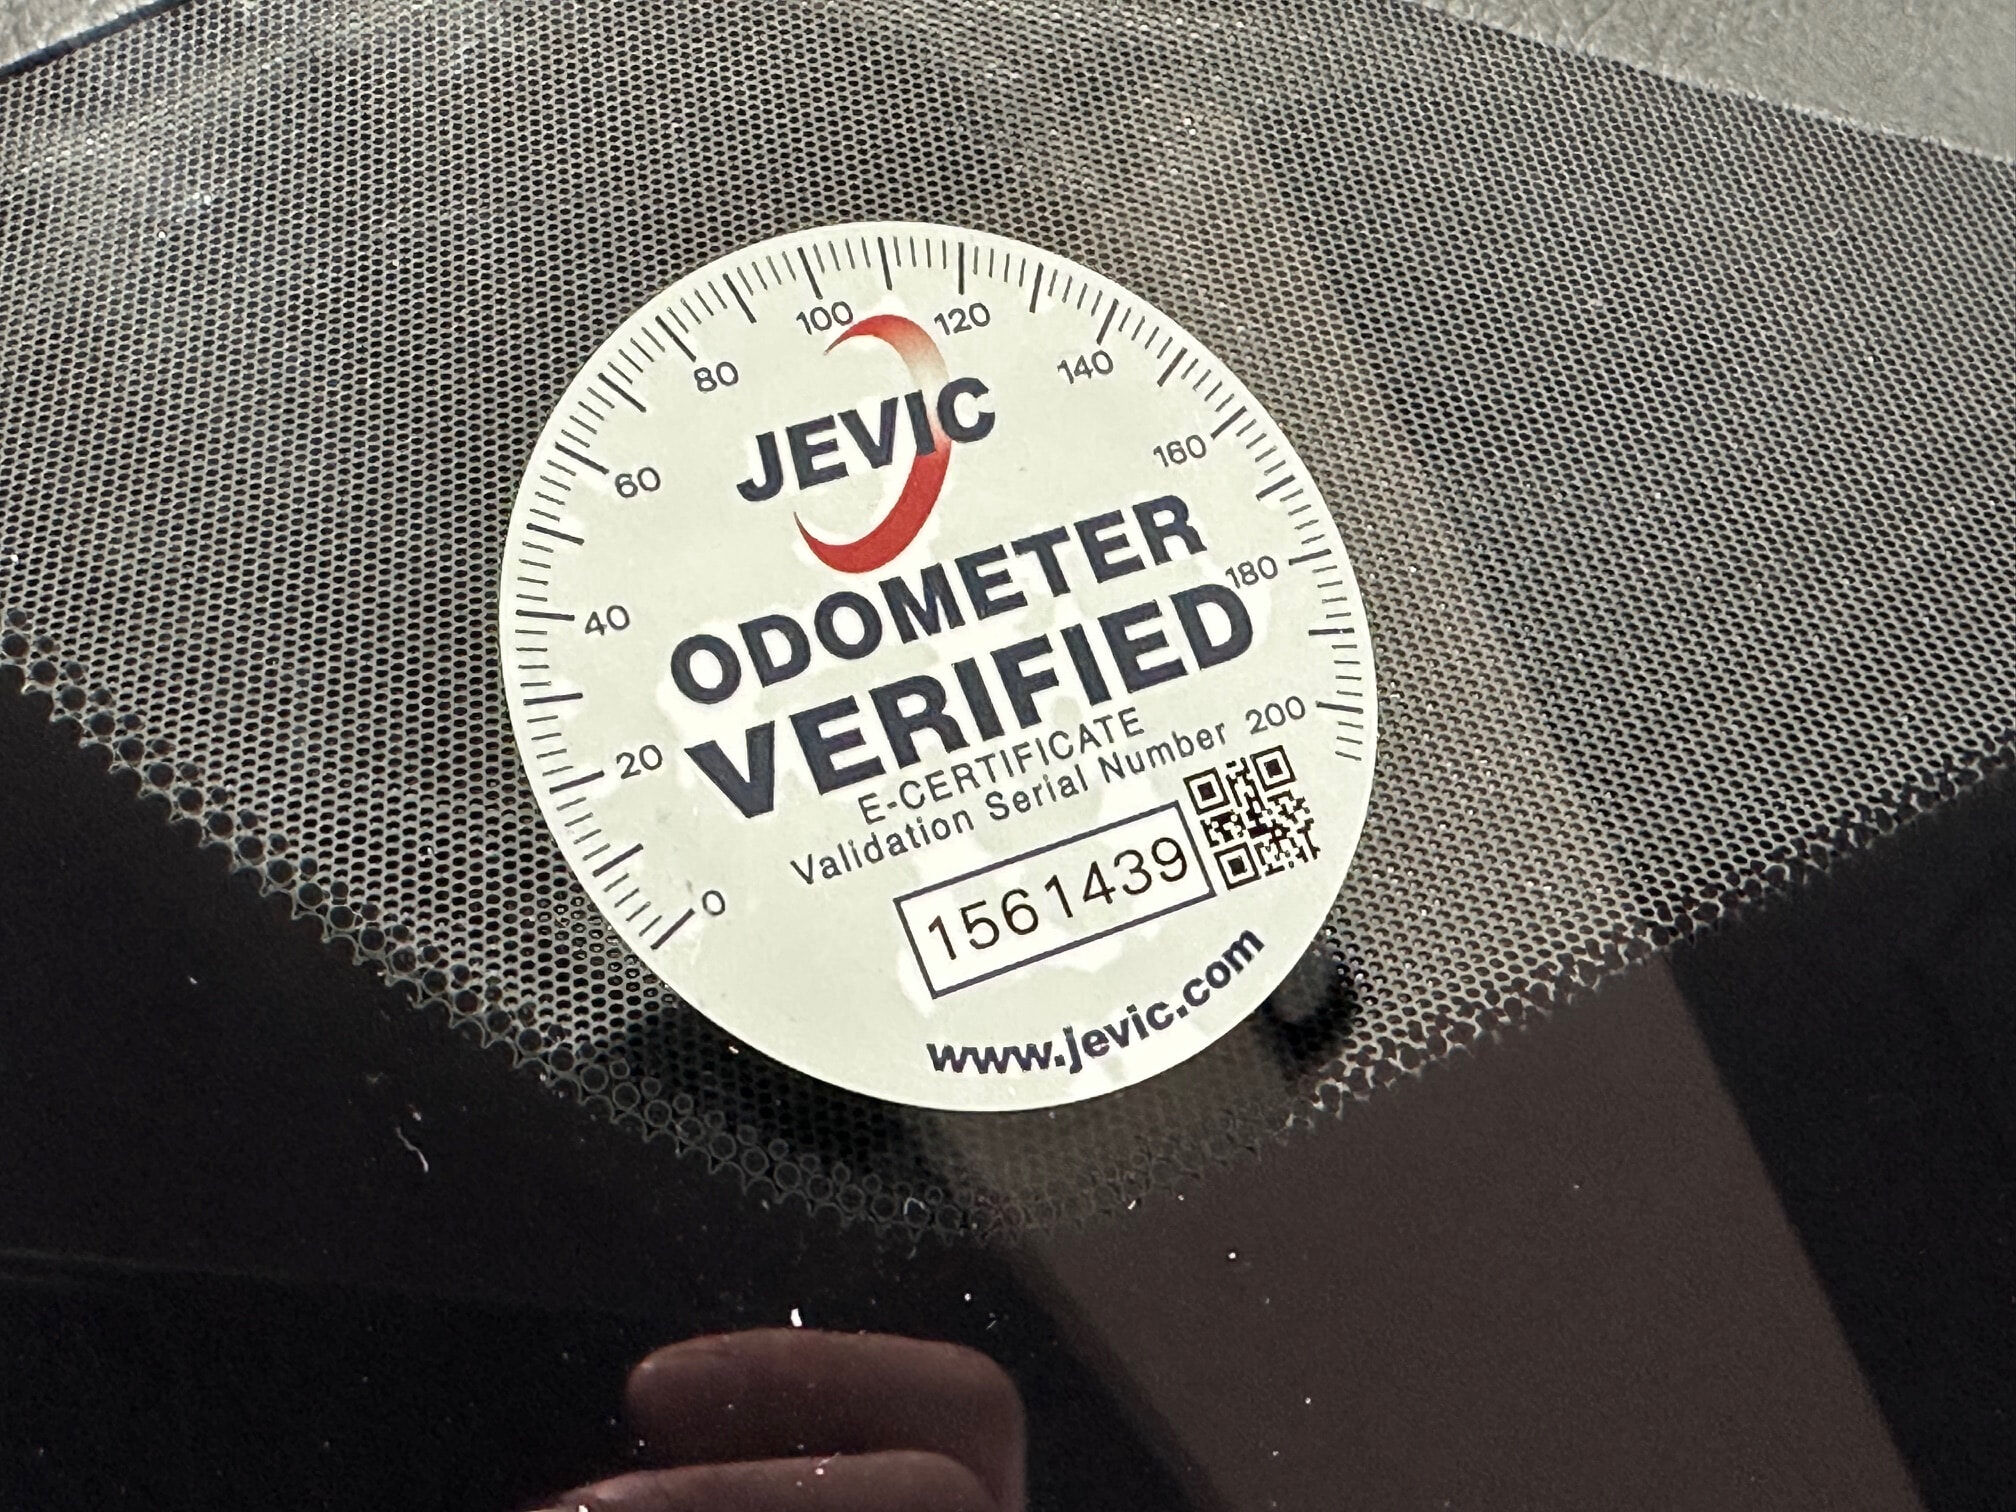 0
20
40
60
80
100
120
140
160
180
200
JEVIC
ODOMETER
VERIFIED
E-CERTIFICATE
Validation Serial Number
1561439
www.jevic.com